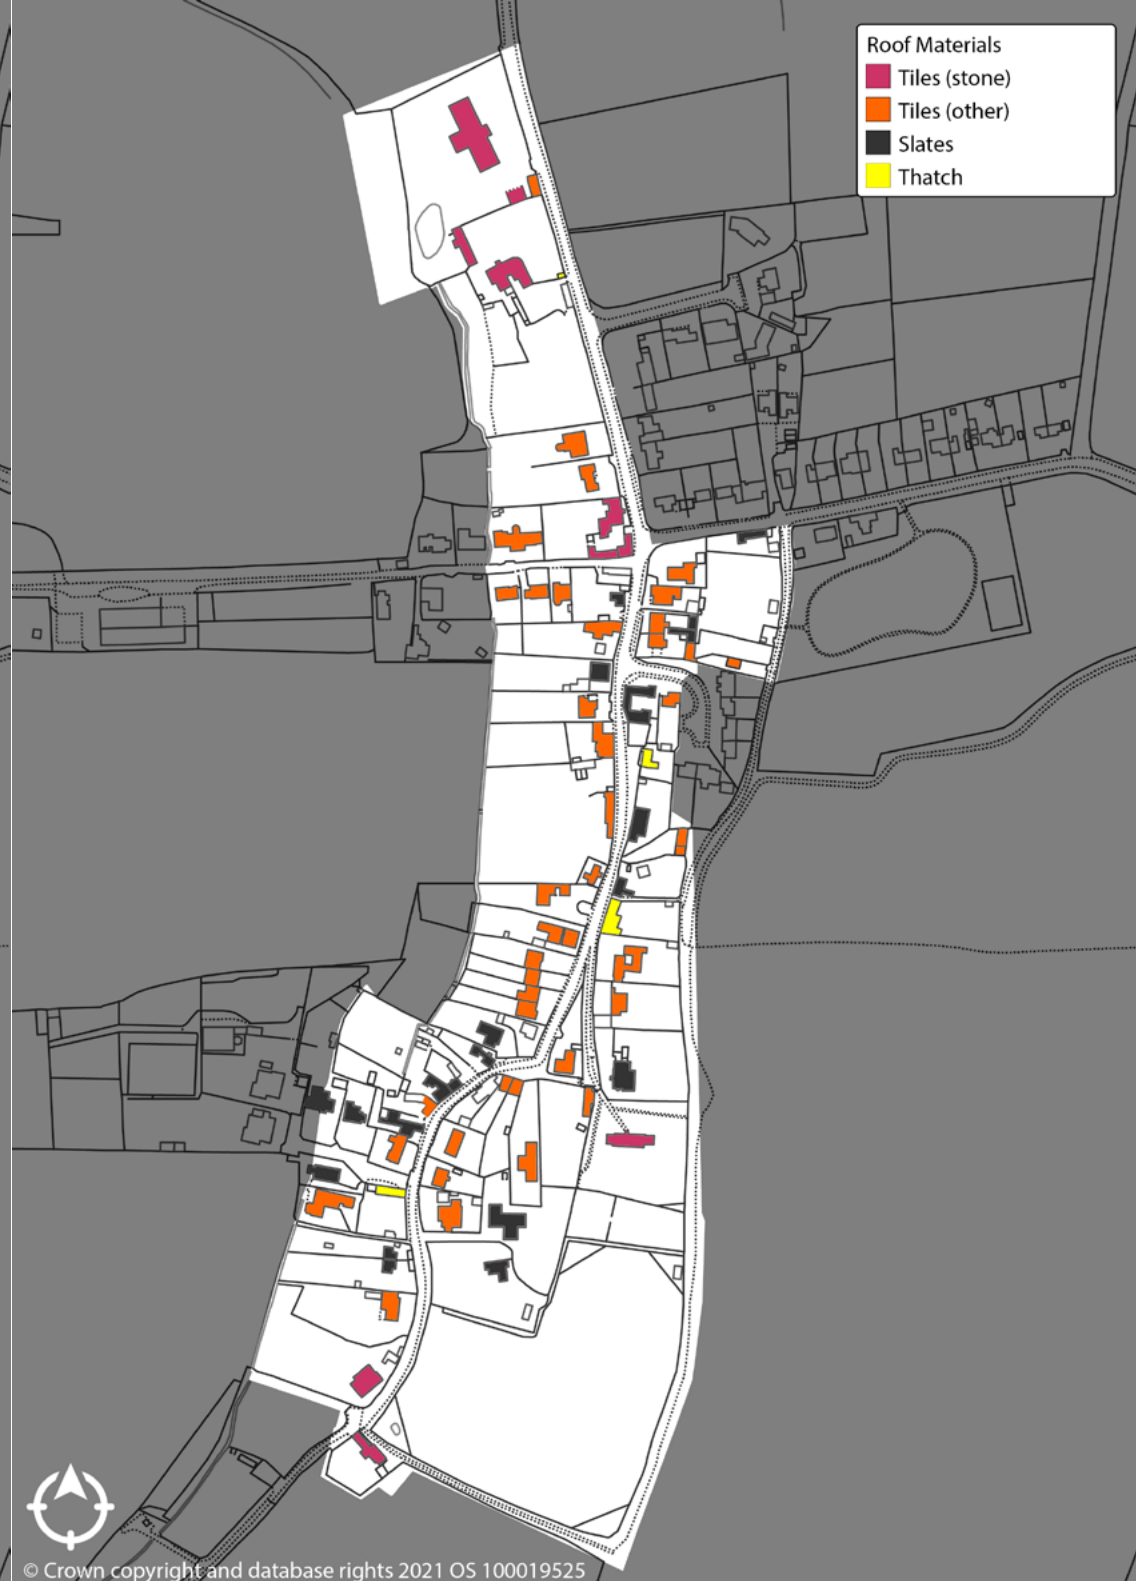 Roof Materials
Tiles (stone)
Tiles (other)
Slates
Thatch
© Crown copyright and database rights 2021 OS 100019525